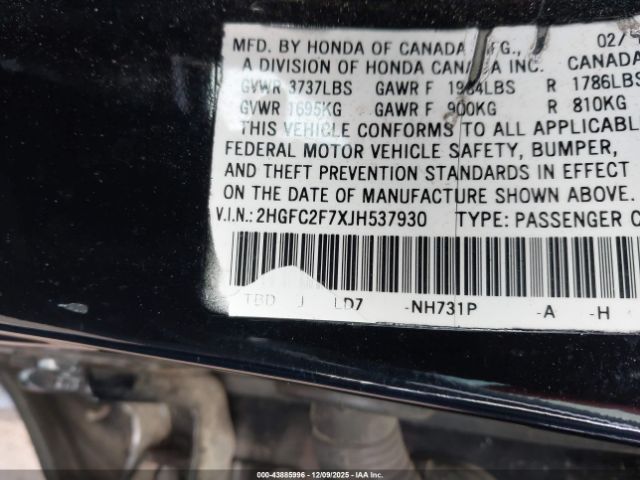 MFD. BY HONDA OF CANADA MFG., 02/
A DIVISION OF HONDA CANADA INC. CANADA
GVWR 3737LBS GAWR F 1984LBS R 1786LBS
GVWR 1695KG GAWR F 900KG R 810KG
THIS VEHICLE CONFORMS TO ALL APPLICABLE
FEDERAL MOTOR VEHICLE SAFETY, BUMPER,
AND THEFT PREVENTION STANDARDS IN EFFECT
ON THE DATE OF MANUFACTURE SHOWN ABOVE.
V.I.N.: 2HGFC2F7XJH537930 TYPE: PASSENGER C
TBD J LD7 -NH731P -A -H
© 2000-43885996 - 12/09/2025 - IAA Inc.